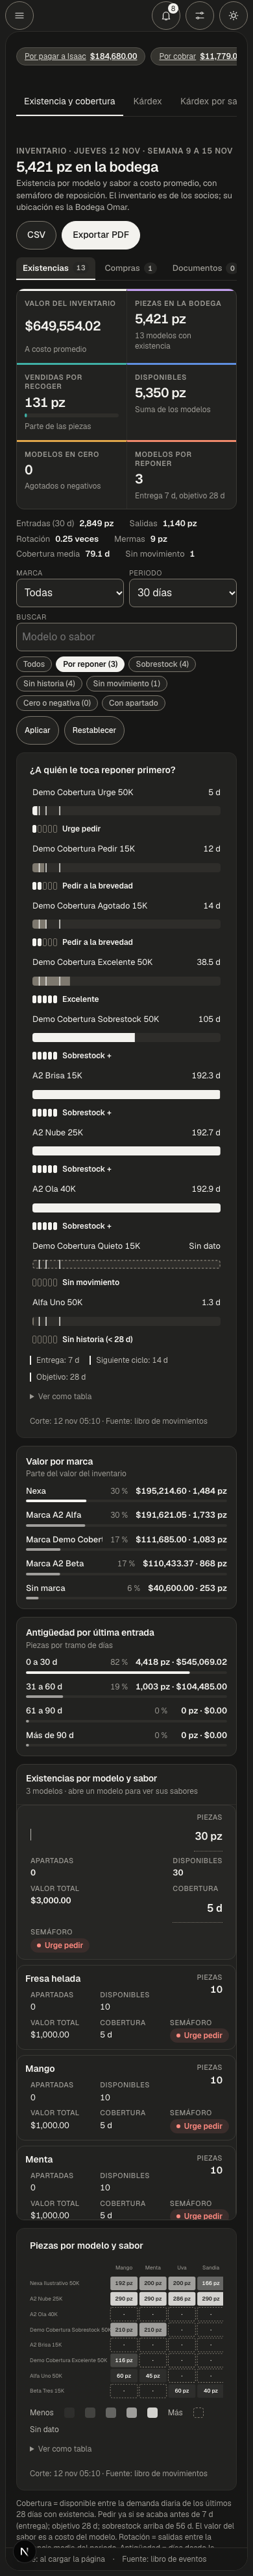 8
Por pagar a Isaac $184,680.00
Por cobrar $11,779.0
Existencia y cobertura Kárdex Kárdex por sa
INVENTARIO · JUEVES 12 NOV · SEMANA 9 A 15 NOV
5,421 pz en la bodega
Existencia por modelo y sabor a costo promedio, con
semáforo de reposición. El inventario es de los socios; su
ubicación es la Bodega Omar.
CSV Exportar PDF
Existencias 13 Compras 1 Documentos 0
VALOR DEL INVENTARIO
$649,554.02
A costo promedio
PIEZAS EN LA BODEGA
5,421 pz
13 modelos con
existencia
VENDIDAS POR
RECOGER
131 pz
Parte de las piezas
DISPONIBLES
5,350 pz
Suma de los modelos
MODELOS EN CERO
0
Agotados o negativos
MODELOS POR
REPONER
3
Entrega 7 d, objetivo 28 d
Entradas (30 d) 2,849 pz Salidas 1,140 pz
Rotación 0.25 veces Mermas 9 pz
Cobertura media 79.1 d Sin movimiento 1
MARCA PERIODO
Todas 30 días
BUSCAR
Modelo o sabor
Todos Por reponer (3) Sobrestock (4)
Sin historia (4) Sin movimiento (1)
Cero o negativa (0) Con apartado
Aplicar Restablecer
¿A quién le toca reponer primero?
Demo Cobertura Urge 50K 5 d
Urge pedir
Demo Cobertura Pedir 15K 12 d
Pedir a la brevedad
Demo Cobertura Agotado 15K 14 d
Pedir a la brevedad
Demo Cobertura Excelente 50K 38.5 d
Excelente
Demo Cobertura Sobrestock 50K 105 d
Sobrestock +
A2 Brisa 15K 192.3 d
Sobrestock +
A2 Nube 25K 192.7 d
Sobrestock +
A2 Ola 40K 192.9 d
Sobrestock +
Demo Cobertura Quieto 15K Sin dato
Sin movimiento
Alfa Uno 50K 1.3 d
Sin historia (< 28 d)
Entrega: 7 d Siguiente ciclo: 14 d
Objetivo: 28 d
Ver como tabla
Corte: 12 nov 05:10 · Fuente: libro de movimientos
Valor por marca
Parte del valor del inventario
Nexa 30 % $195,214.60 · 1,484 pz
Marca A2 Alfa 30 % $191,621.05 · 1,733 pz
Marca Demo Cobert 17 % $111,685.00 · 1,083 pz
Marca A2 Beta 17 % $110,433.37 · 868 pz
Sin marca 6 % $40,600.00 · 253 pz
Antigüedad por última entrada
Piezas por tramo de días
0 a 30 d 82 % 4,418 pz · $545,069.02
31 a 60 d 19 % 1,003 pz · $104,485.00
61 a 90 d 0 % 0 pz · $0.00
Más de 90 d 0 % 0 pz · $0.00
Existencias por modelo y sabor
3 modelos · abre un modelo para ver sus sabores
PIEZAS
30 pz
APARTADAS DISPONIBLES
0 30
VALOR TOTAL COBERTURA
$3,000.00
5 d
SEMÁFORO
Urge pedir
Fresa helada PIEZAS
10
APARTADAS DISPONIBLES
0 10
VALOR TOTAL COBERTURA SEMÁFORO
$1,000.00 5 d Urge pedir
Mango PIEZAS
10
APARTADAS DISPONIBLES
0 10
VALOR TOTAL COBERTURA SEMÁFORO
$1,000.00 5 d Urge pedir
Menta PIEZAS
10
APARTADAS DISPONIBLES
0 10
VALOR TOTAL COBERTURA SEMÁFORO
$1,000.00 5 d Urge pedir
Piezas por modelo y sabor
Mango Menta Uva Sandía
Nexa Ilustrativo 50K 192 pz 200 pz 200 pz 166 pz
A2 Nube 25K 290 pz 290 pz 286 pz 290 pz
A2 Ola 40K - - - -
Demo Cobertura Sobrestock 50K 210 pz 210 pz - -
A2 Brisa 15K - - - -
Demo Cobertura Excelente 50K 116 pz - - -
Alfa Uno 50K 60 pz 45 pz - -
Beta Tres 15K - - 60 pz 40 pz
Menos Más
Sin dato
Ver como tabla
Corte: 12 nov 05:10 · Fuente: libro de movimientos
Cobertura = disponible entre la demanda diaria de los últimos
28 días con existencia. Pedir ya si se acaba antes de 7 d
(entrega); objetivo 28 d; sobrestock arriba de 56 d. El valor del
sabor es a costo del modelo. Rotación = salidas entre la
N al cargar la página · Fuente: libro de eventos